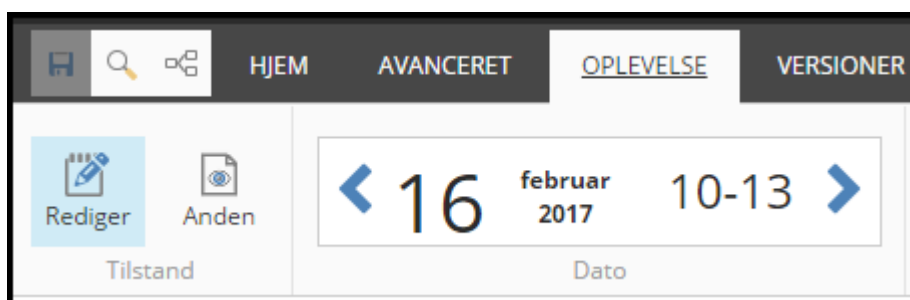 HJEM AVANCERET OPLEVELSE VERSIONER
Rediger Anden
16 februar 2017 10-13
Tilstand Dato